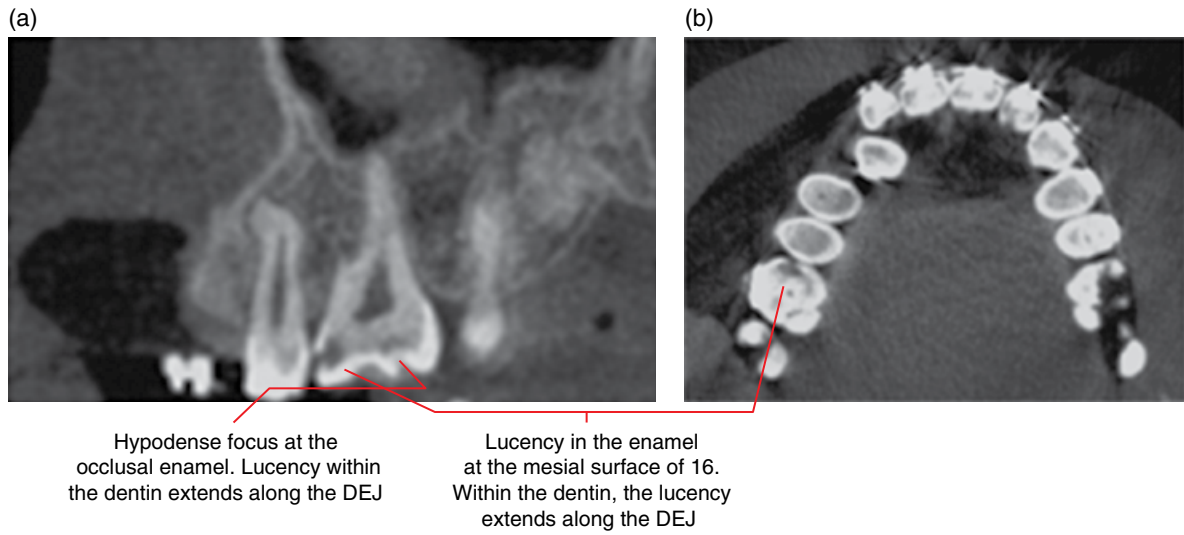 (a)
(b)
Hypodense focus at the
occlusal enamel. Lucency within
the dentin extends along the DEJ
Lucency in the enamel
at the mesial surface of 16.
Within the dentin, the lucency
extends along the DEJ